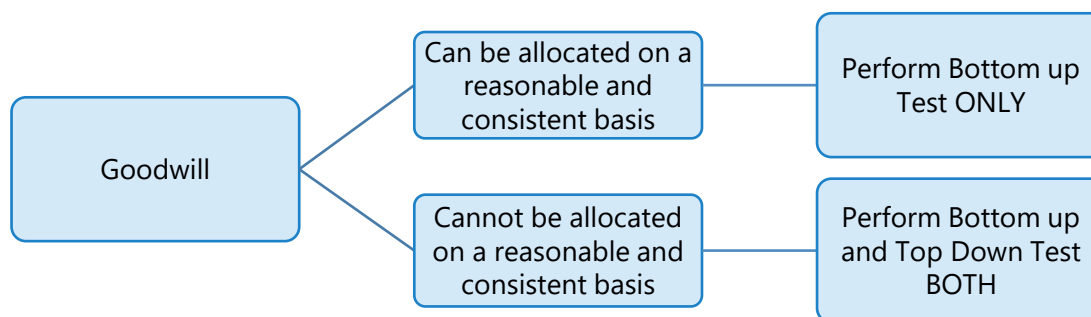 Goodwill
Can be allocated on a
reasonable and
consistent basis
Perform Bottom up
Test ONLY
Cannot be allocated
on a reasonable and
consistent basis
Perform Bottom up
and Top Down Test
BOTH